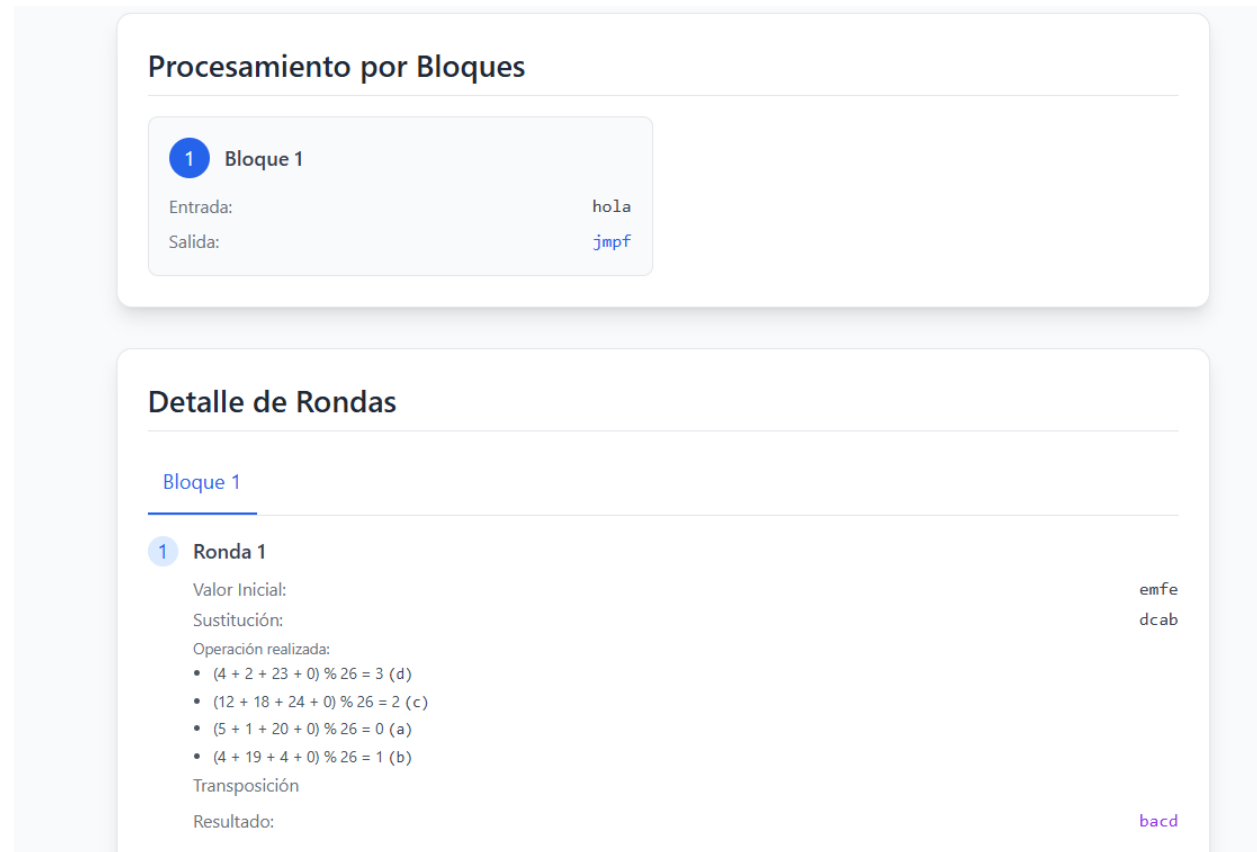 Procesamiento por Bloques
1 Bloque 1
Entrada: hola
Salida: jmpf
Detalle de Rondas
Bloque 1
1 Ronda 1
Valor Inicial: emfe
Sustitución: dcab
Operación realizada:
• (4 + 2 + 23 + 0) % 26 = 3 (d)
• (12 + 18 + 24 + 0) % 26 = 2 (c)
• (5 + 1 + 20 + 0) % 26 = 0 (a)
• (4 + 19 + 4 + 0) % 26 = 1 (b)
Transposición
Resultado: bacd